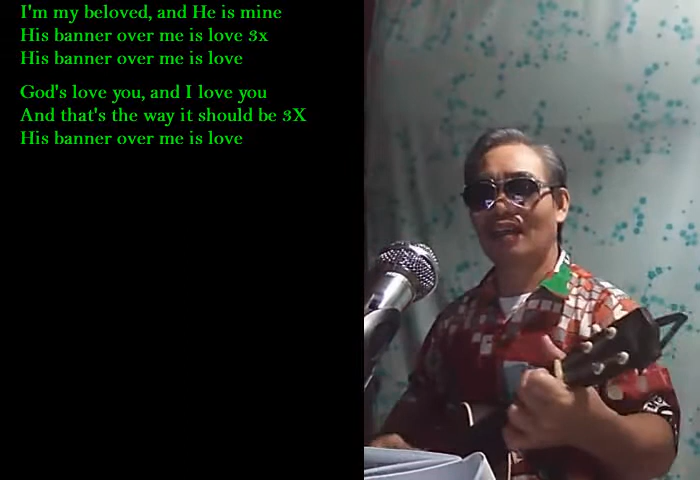 I'm my beloved, and He is mine
His banner over me is love 3x
His banner over me is love
God's love you, and I love you
And that's the way it should be 3X
His banner over me is love